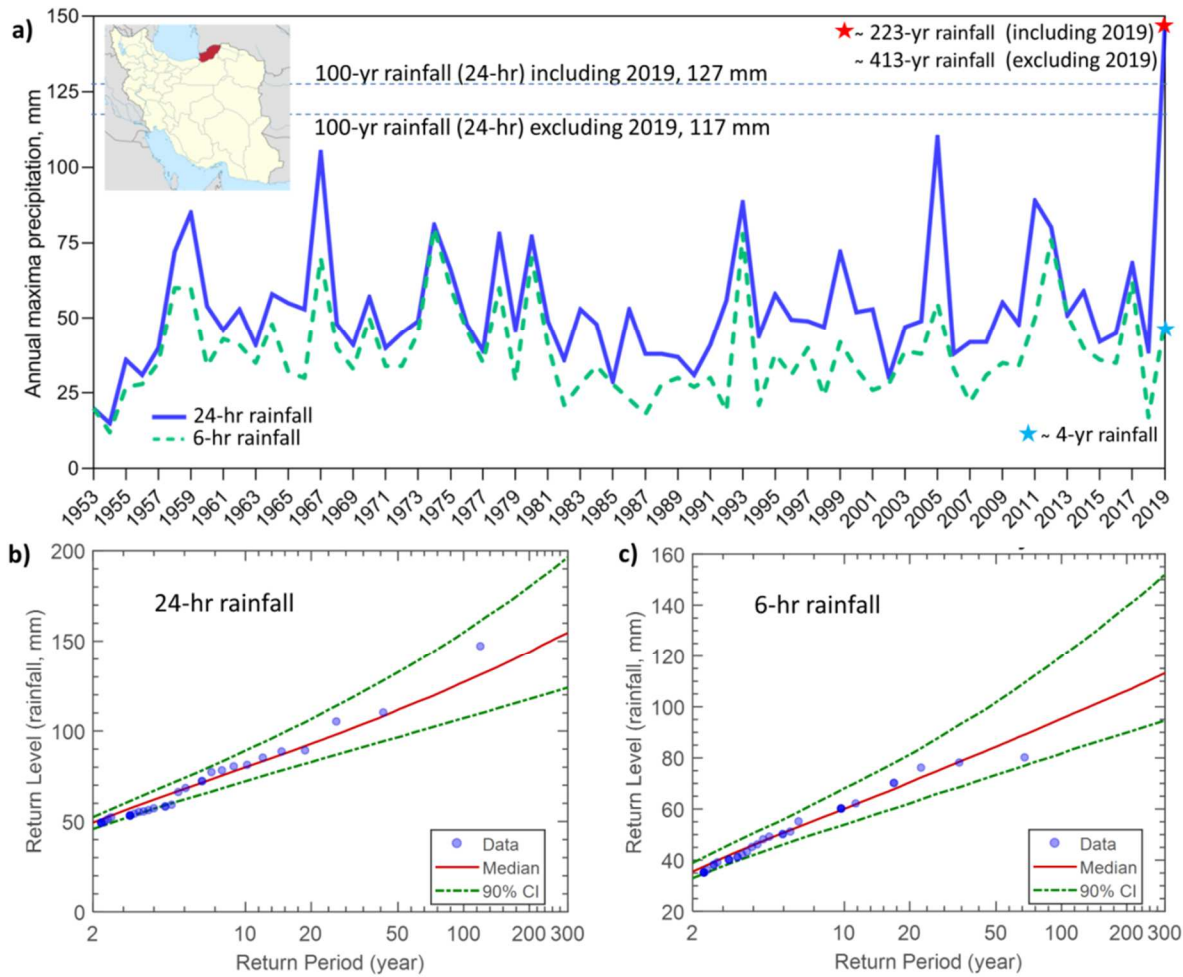 a)
★~ 223-yr rainfall (including 2019)
~ 413-yr rainfall (excluding 2019)
100-yr rainfall (24-hr) including 2019, 127 mm
100-yr rainfall (24-hr) excluding 2019, 117 mm
Annual maxima precipitation, mm
150
125
100
75
50
25
0
24-hr rainfall
6-hr rainfall
★~ 4-yr rainfall
1953 1955 1957 1959 1961 1963 1965 1967 1969 1971 1973 1975 1977 1979 1981 1983 1985 1987 1989 1991 1993 1995 1997 1999 2001 2003 2005 2007 2009 2011 2013 2015 2017 2019
b)
24-hr rainfall
Return Level (rainfall, mm)
200
150
100
50
0
Data
Median
90% CI
2 10 20 50 100 200 300
Return Period (year)
c)
6-hr rainfall
Return Level (rainfall, mm)
160
140
120
100
80
60
40
20
Data
Median
90% CI
2 10 20 50 100 200 300
Return Period (year)